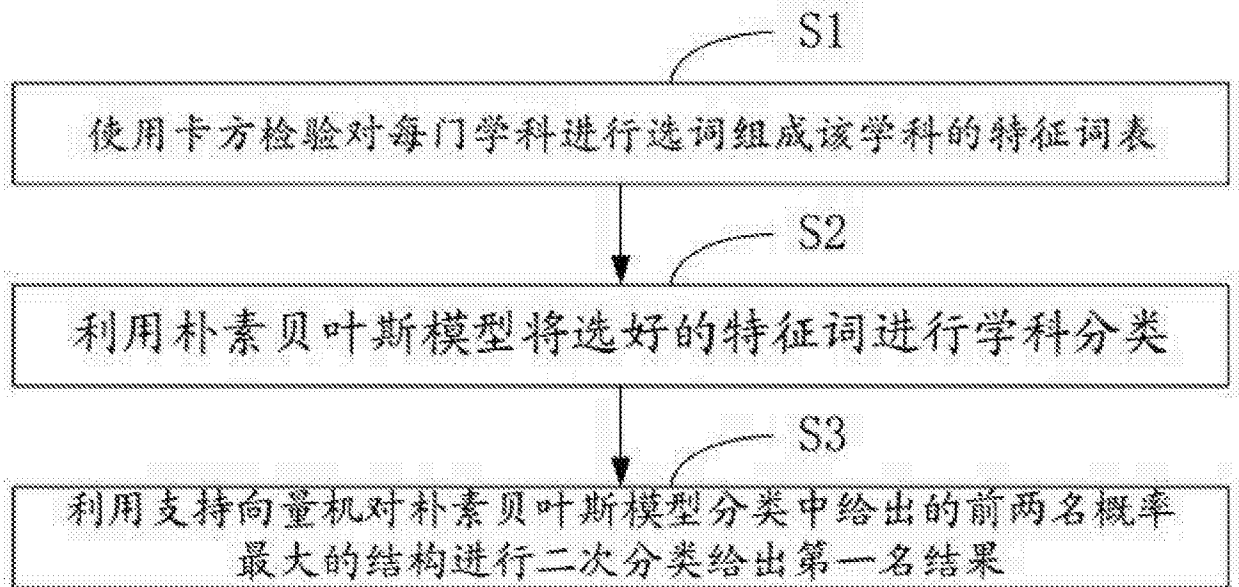 S1
使用卡方检验对每门学科进行选词组成该学科的特征词表
S2
利用朴素贝叶斯模型将选好的特征词进行学科分类
S3
利用支持向量机对朴素贝叶斯模型分类中给出的前两名概率
最大的结构进行二次分类给出第一名结果